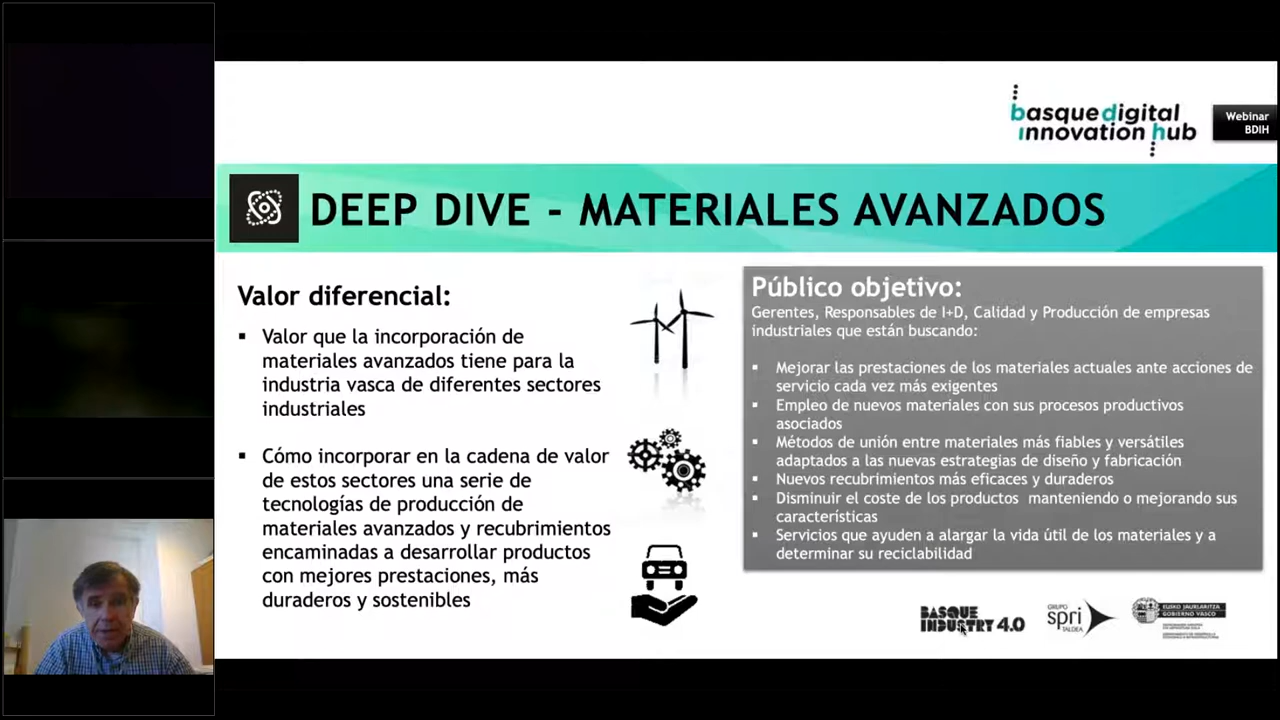 basque digital
innovation hub
Webinar
BDIH
DEEP DIVE - MATERIALES AVANZADOS
Valor diferencial:
▪ Valor que la incorporación de
materiales avanzados tiene para la
industria vasca de diferentes sectores
industriales
▪ Cómo incorporar en la cadena de valor
de estos sectores una serie de
tecnologías de producción de
materiales avanzados y recubrimientos
encaminadas a desarrollar productos
con mejores prestaciones, más
duraderos y sostenibles
Público objetivo:
Gerentes, Responsables de I+D, Calidad y Producción de empresas
industriales que están buscando:
▪ Mejorar las prestaciones de los materiales actuales ante acciones de
servicio cada vez más exigentes
▪ Empleo de nuevos materiales con sus procesos productivos
asociados
▪ Métodos de unión entre materiales más fiables y versátiles
adaptados a las nuevas estrategias de diseño y fabricación
▪ Nuevos recubrimientos más eficaces y duraderos
▪ Disminuir el coste de los productos manteniendo o mejorando sus
características
▪ Servicios que ayuden a alargar la vida útil de los materiales y a
determinar su reciclabilidad
BASQUE
INDUSTRY 4.0
GRUPO
spri
TALDEA
EUSKO JAURLARITZA
GOBIERNO VASCO